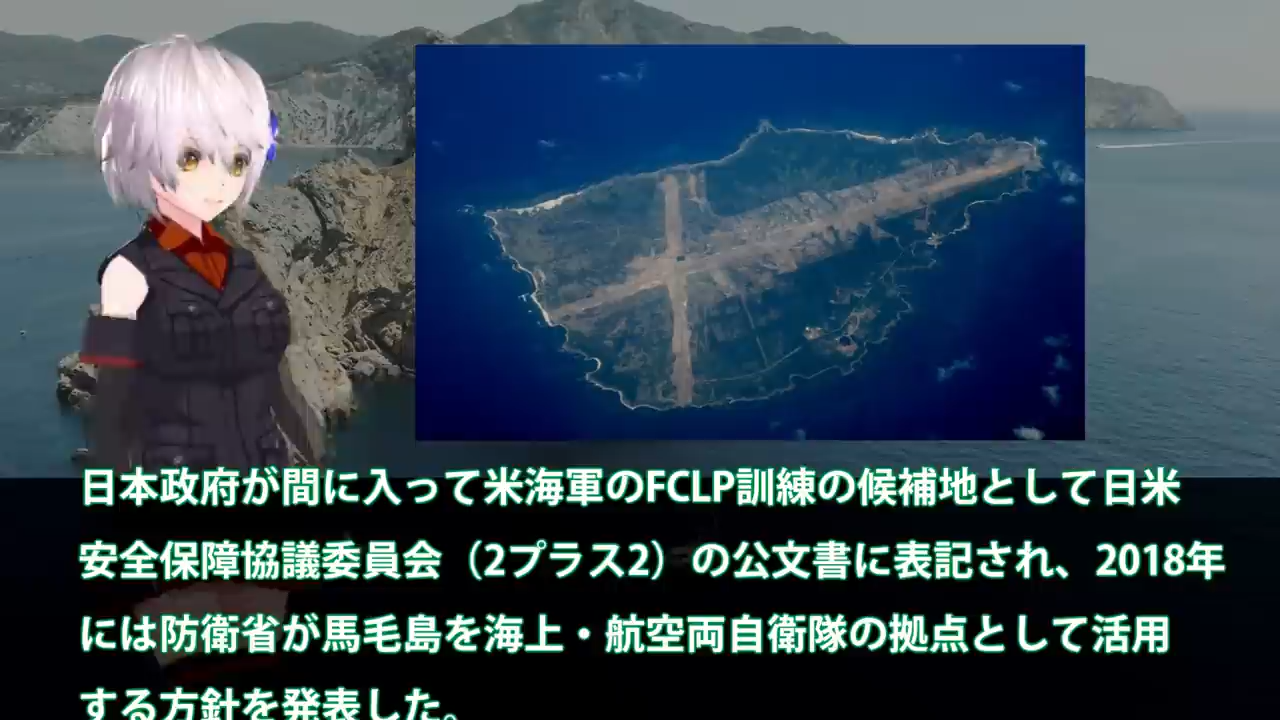 日本政府が間に入って米海軍のFCLP訓練の候補地として日米
安全保障協議委員会（2プラス2）の公文書に表記され、2018年
には防衛省が馬毛島を海上・航空両自衛隊の拠点として活用
する方針を発表した。